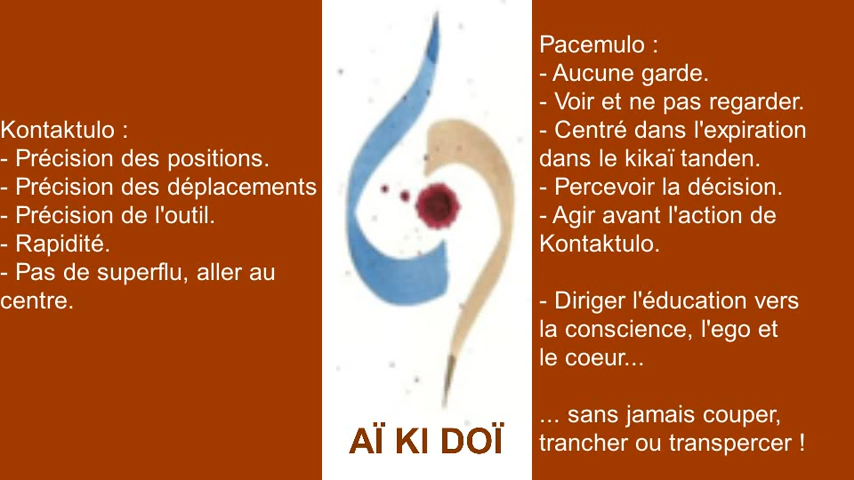 Kontaktulo :
- Précision des positions.
- Précision des déplacements
- Précision de l'outil.
- Rapidité.
- Pas de superflu, aller au
centre.
AÏ KI DOÏ
Pacemulo :
- Aucune garde.
- Voir et ne pas regarder.
- Centré dans l'expiration
dans le kikaï tanden.
- Percevoir la décision.
- Agir avant l'action de
Kontaktulo.
- Diriger l'éducation vers
la conscience, l'ego et
le coeur...
... sans jamais couper,
trancher ou transpercer !